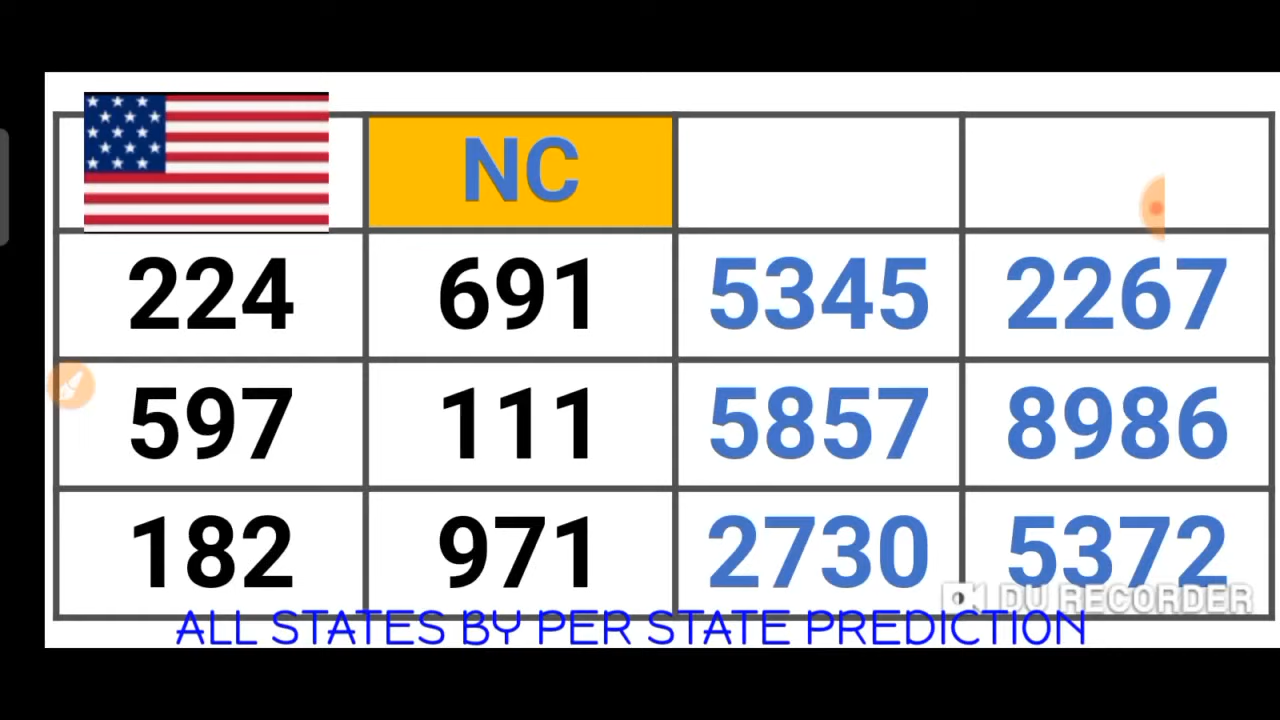 NC
224 691 5345 2267
597 111 5857 8986
182 971 2730 5372
DU RECORDER
ALL STATES BY PER STATE PREDICTION